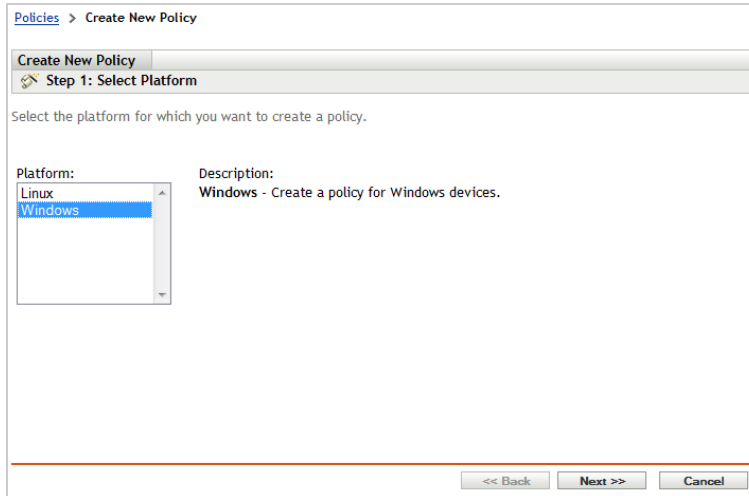 Policies > Create New Policy
Create New Policy
Step 1: Select Platform
Select the platform for which you want to create a policy.
Platform:
Description:
Linux
Windows - Create a policy for Windows devices.
Windows
<< Back
Next >>
Cancel